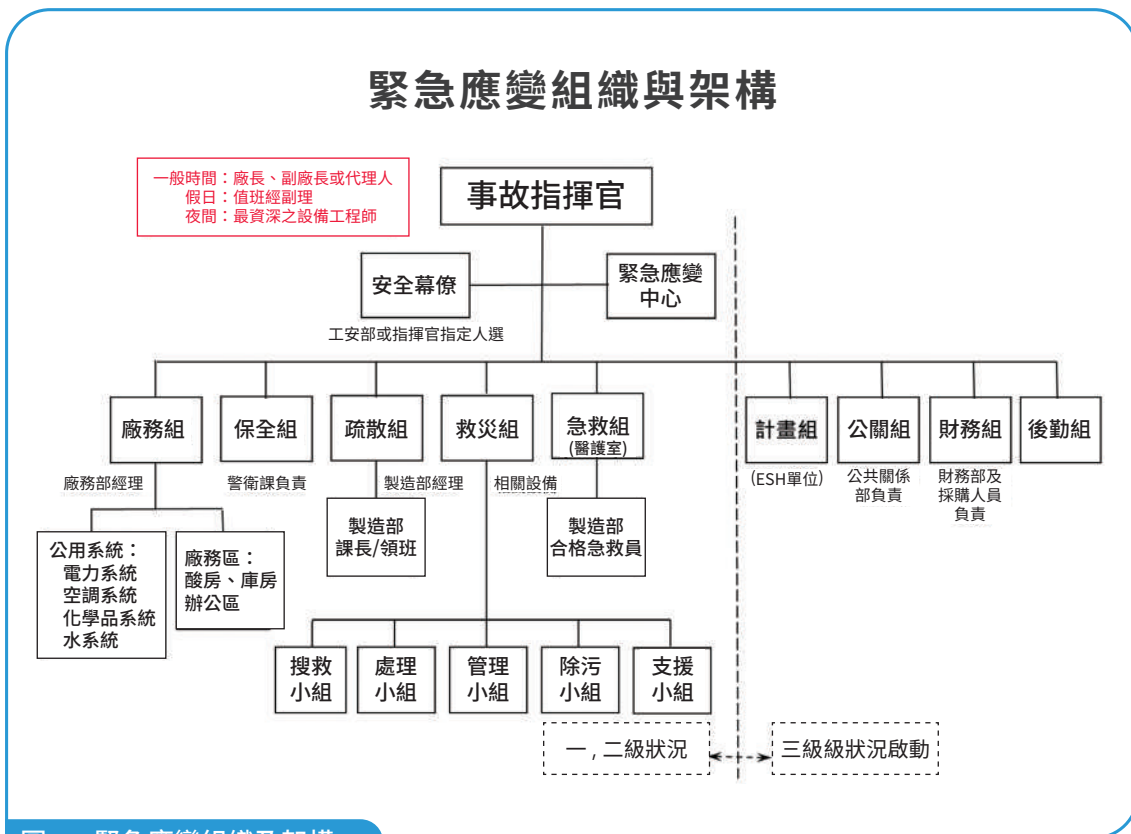 緊急應變組織與架構
一般時間：廠長、副廠長或代理人
假日：值班經副理
夜間：最資深之設備工程師
事故指揮官
安全幕僚
緊急應變
中心
工安部或指揮官指定人選
廠務組
保全組
疏散組
救災組
急救組
(醫護室)
計畫組
公關組
財務組
後勤組
廠務部經理
警衛課負責
製造部經理
相關設備
(ESH單位)
公共關係
部負責
財務部及
採購人員
負責
公用系統：
電力系統
空調系統
化學品系統
水系統
廠務區：
酸房、庫房
辦公區
製造部
課長/領班
製造部
合格急救員
搜救
小組
處理
小組
管理
小組
除污
小組
支援
小組
一 , 二級狀況
三級級狀況啟動